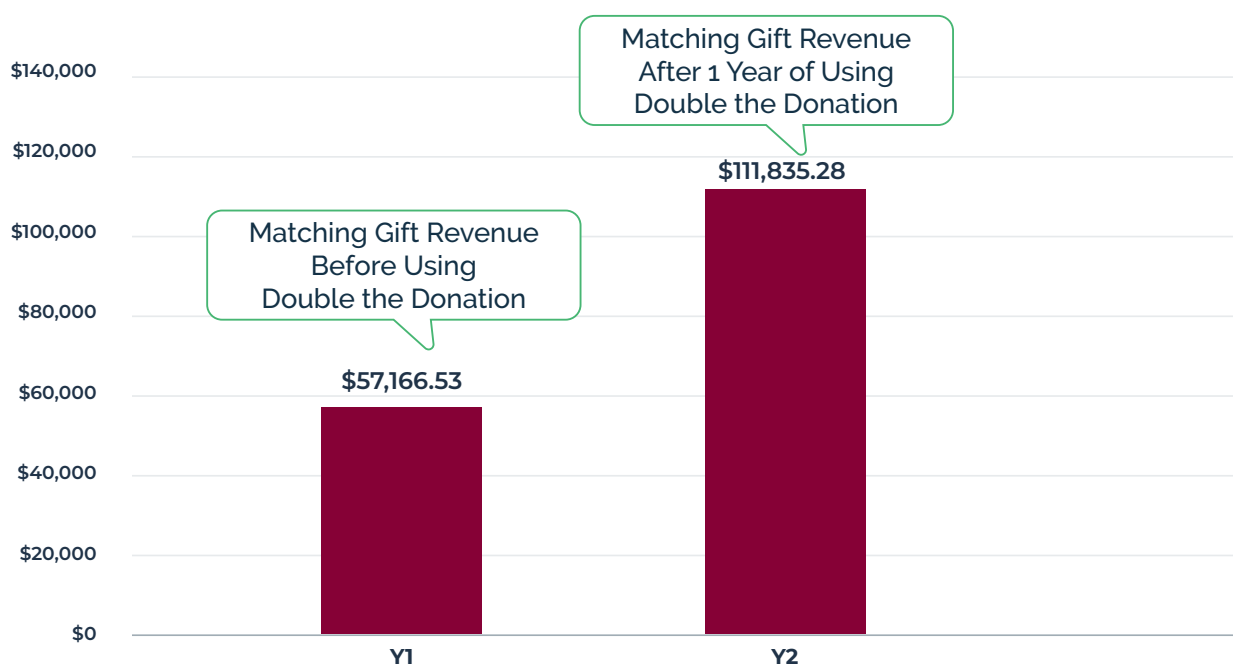 Matching Gift Revenue
After 1 Year of Using
Double the Donation
$140,000
$120,000
$111,835.28
Matching Gift Revenue
Before Using
Double the Donation
$100,000
$80,000
$57,166.53
$60,000
$40,000
$20,000
$0
Y1
Y2